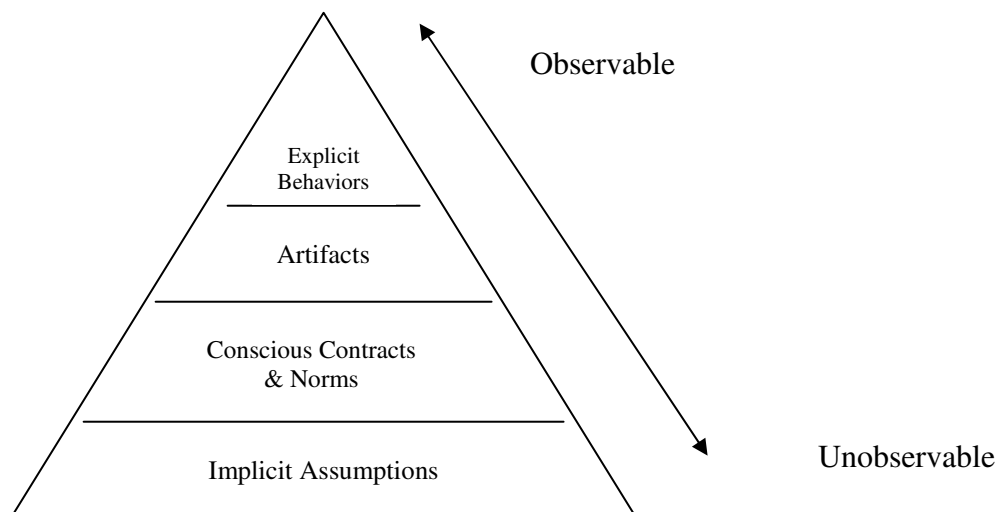 Observable
Explicit
Behaviors
Artifacts
Conscious Contracts
& Norms
Unobservable
Implicit Assumptions